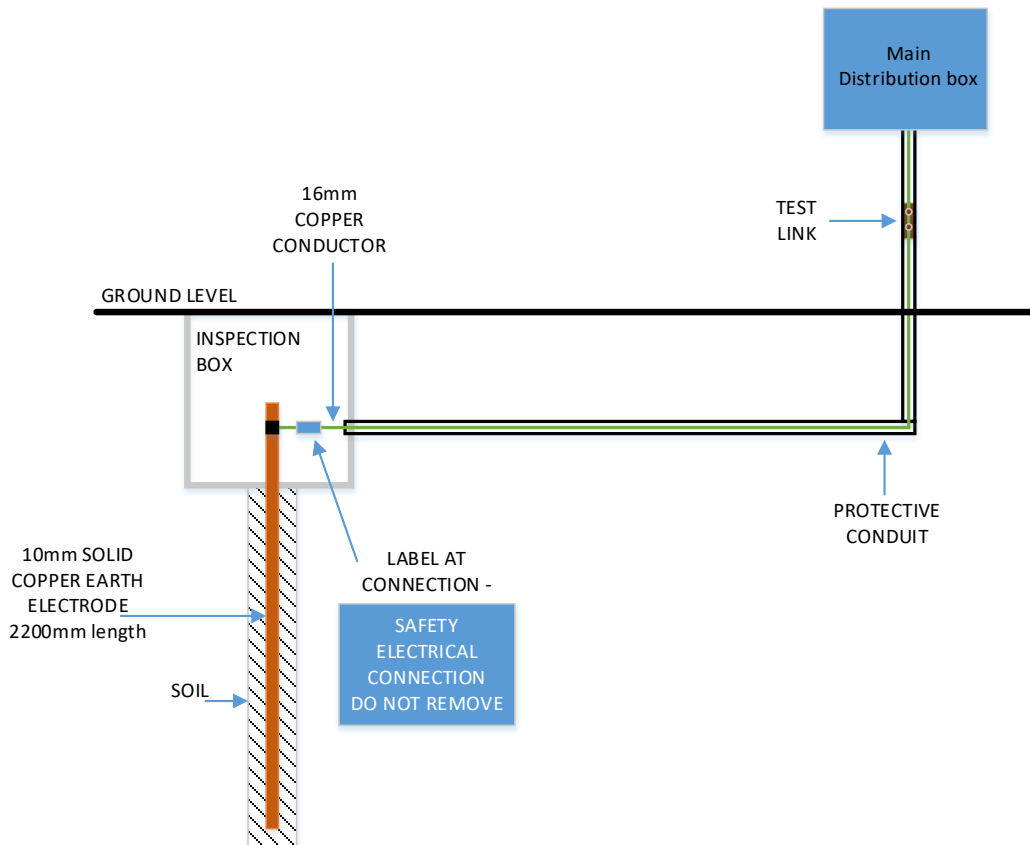 Main
Distribution box
16mm
COPPER
CONDUCTOR
TEST
LINK
GROUND LEVEL
INSPECTION
BOX
PROTECTIVE
CONDUIT
10mm SOLID
COPPER EARTH
ELECTRODE
2200mm length
LABEL AT
CONNECTION -
SAFETY
ELECTRICAL
CONNECTION
DO NOT REMOVE
SOIL